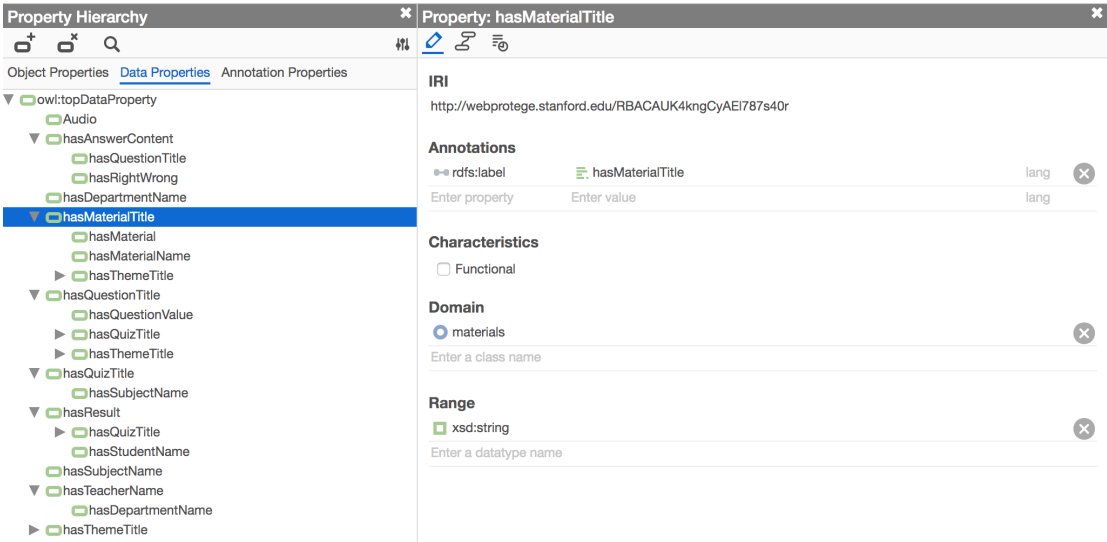 Property Hierarchy
Object Properties Data Properties Annotation Properties
owl:topDataProperty
Audio
hasAnswerContent
hasQuestionTitle
hasRightWrong
hasDepartmentName
hasMaterialTitle
hasMaterial
hasMaterialName
hasThemeTitle
hasQuestionTitle
hasQuestionValue
hasQuizTitle
hasThemeTitle
hasQuizTitle
hasSubjectName
hasResult
hasQuizTitle
hasStudentName
hasSubjectName
hasTeacherName
hasDepartmentName
hasThemeTitle
Property: hasMaterialTitle
IRI
http://webprotege.stanford.edu/RBACAUK4kngCyAEl787s40r
Annotations
rdfs:label hasMaterialTitle lang
Enter property Enter value lang
Characteristics
Functional
Domain
materials
Enter a class name
Range
xsd:string
Enter a datatype name